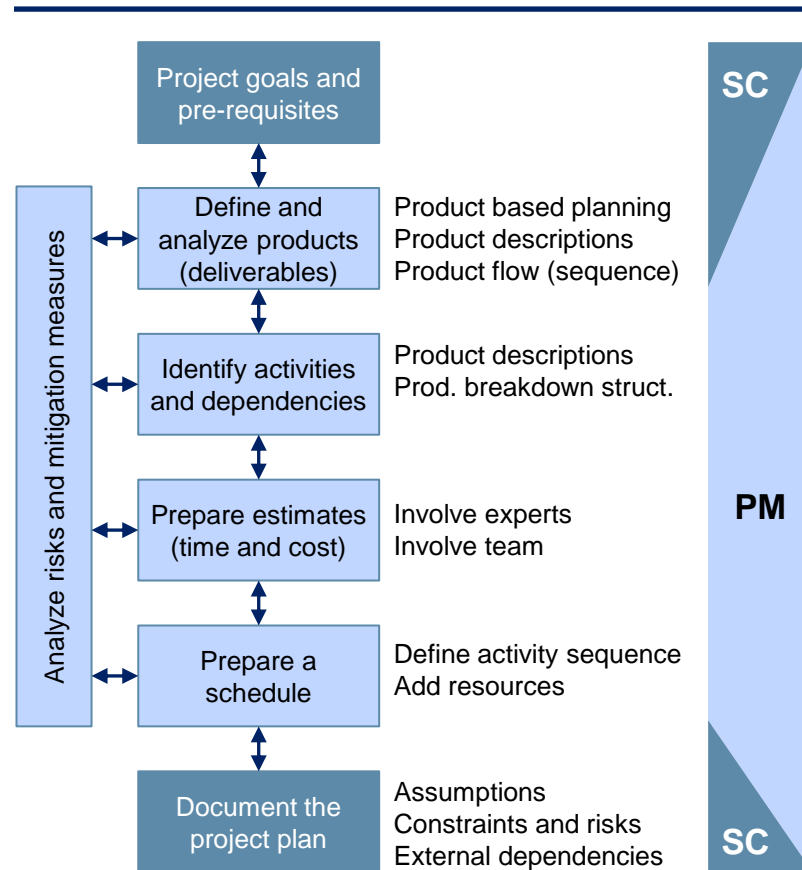 Project goals and
pre-requisites
SC
Analyze risks and mitigation measures
Define and
analyze products
(deliverables)
Product based planning
Product descriptions
Product flow (sequence)
Identify activities
and dependencies
Product descriptions
Prod. breakdown struct.
Prepare estimates
(time and cost)
Involve experts
Involve team
PM
Prepare a
schedule
Define activity sequence
Add resources
Document the
project plan
Assumptions
Constraints and risks
External dependencies
SC